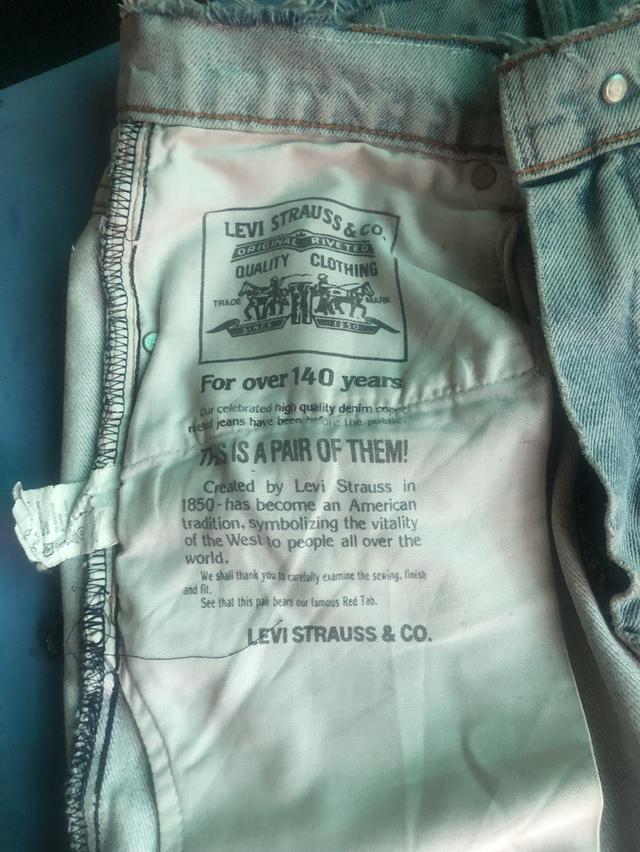 LEVI STRAUSS & CO.
ORIGINAL RIVETED
QUALITY CLOTHING
TRADE MARK
SINCE 1850
For over 140 years
Our celebrated high quality denim
jeans have been before the public.
THIS IS A PAIR OF THEM!
Created by Levi Strauss in
1850-has become an American
tradition, symbolizing the vitality
of the West to people all over the
world.
We shall thank you to carefully examine the sewing, finish
and fit.
See that this pair bears our famous Red Tab.
LEVI STRAUSS & CO.